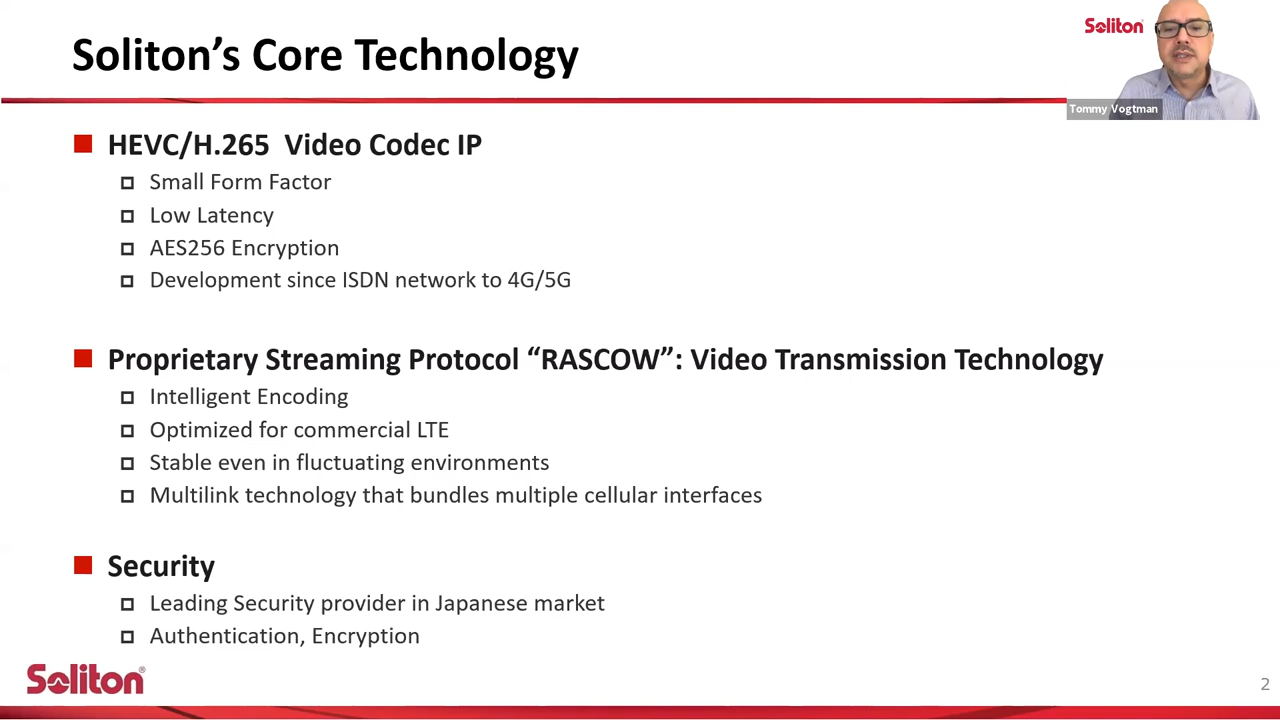 Soliton’s Core Technology
Soliton
Tommy Vogtman
HEVC/H.265 Video Codec IP
Small Form Factor
Low Latency
AES256 Encryption
Development since ISDN network to 4G/5G
Proprietary Streaming Protocol “RASCOW”: Video Transmission Technology
Intelligent Encoding
Optimized for commercial LTE
Stable even in fluctuating environments
Multilink technology that bundles multiple cellular interfaces
Security
Leading Security provider in Japanese market
Authentication, Encryption
Soliton®
2